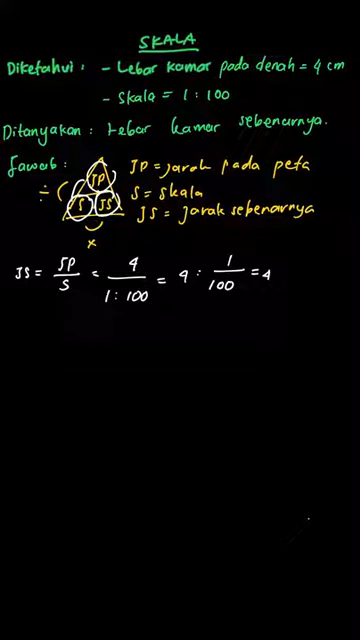 SKALA
Diketahui : - Lebar kamar pada denah = 4 cm
- Skala = 1 : 100
Ditanyakan : Lebar kamar sebenarnya.
Jawab :
÷
JP
S JS
x
JP = jarak pada peta
S = skala
JS = jarak sebenarnya
JS = JP/S = 4/1 : 100 = 4 : 1/100 = 4